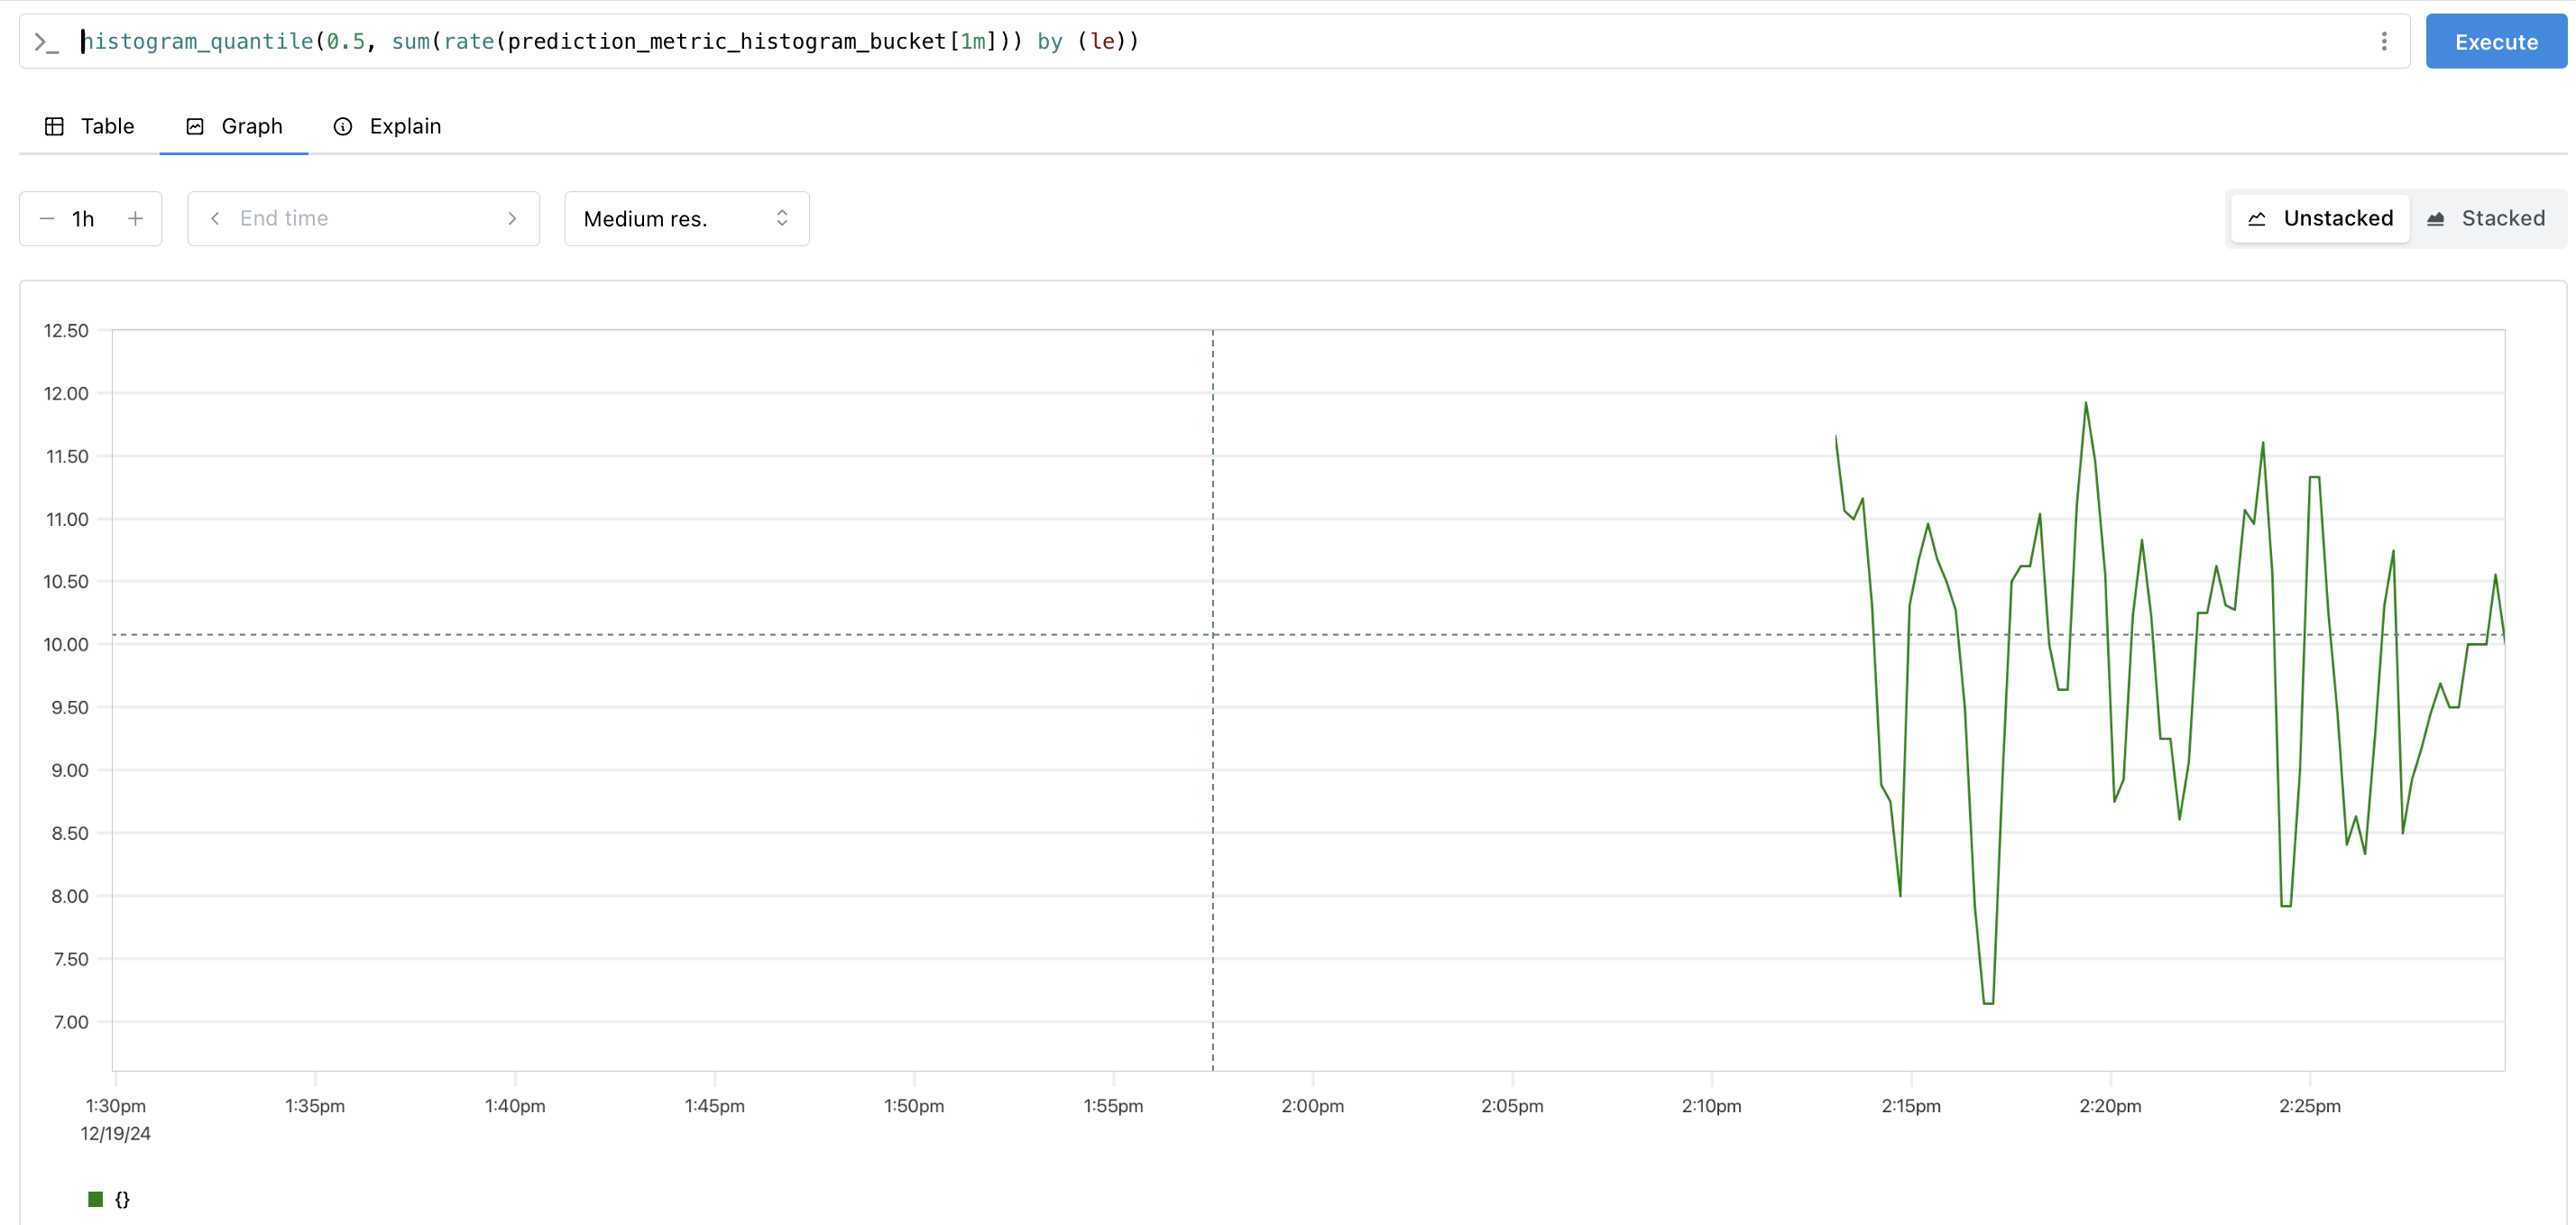 histogram_quantile(0.5, sum(rate(prediction_metric_histogram_bucket[1m])) by (le))
Execute
Table
Graph
Explain
1h
End time
Medium res.
Unstacked
Stacked
12.50
12.00
11.50
11.00
10.50
10.00
9.50
9.00
8.50
8.00
7.50
7.00
1:30pm 1:35pm 1:40pm 1:45pm 1:50pm 1:55pm 2:00pm 2:05pm 2:10pm 2:15pm 2:20pm 2:25pm
12/19/24
{}